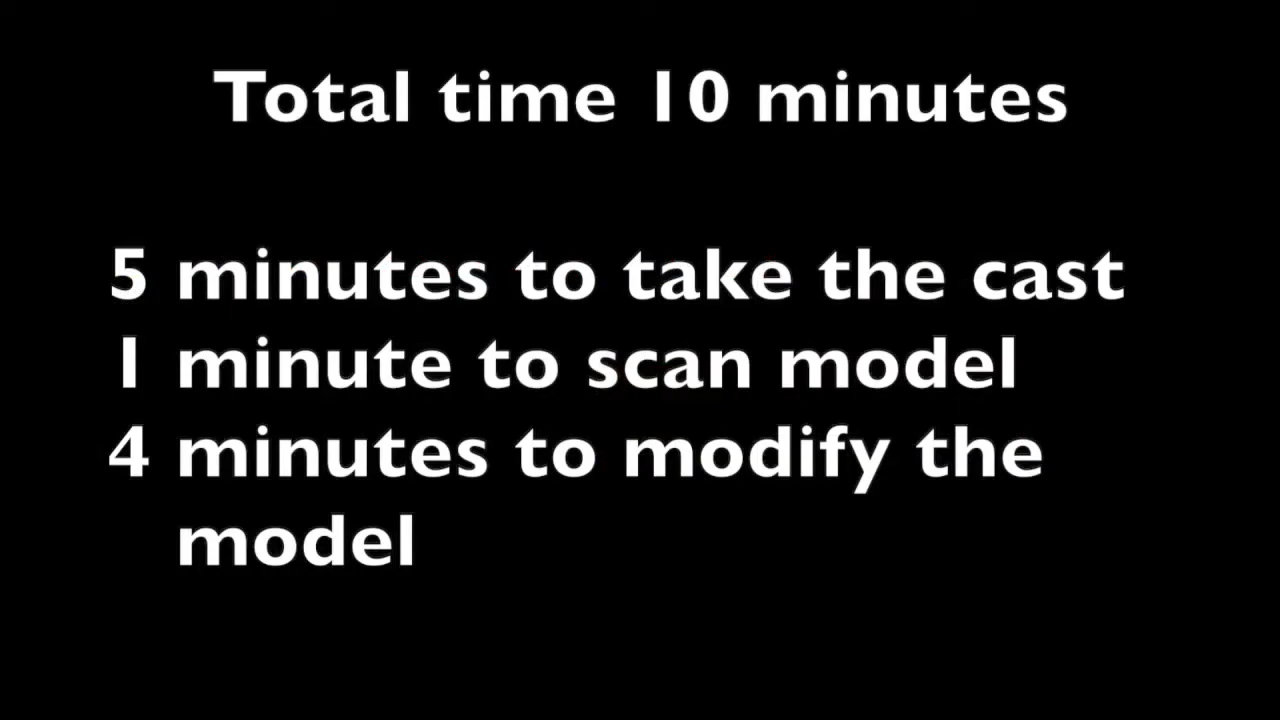 Total time 10 minutes
5 minutes to take the cast
1 minute to scan model
4 minutes to modify the
model